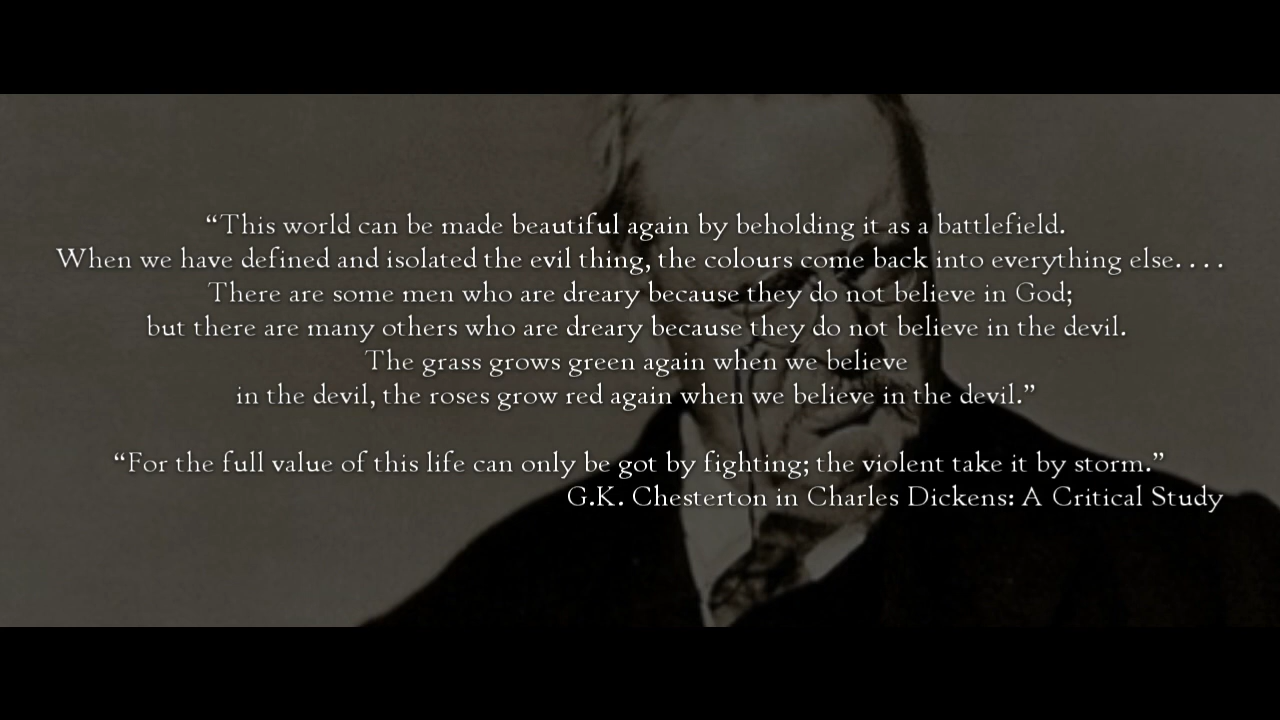 “This world can be made beautiful again by beholding it as a battlefield.
When we have defined and isolated the evil thing, the colours come back into everything else. . . .
There are some men who are dreary because they do not believe in God;
but there are many others who are dreary because they do not believe in the devil.
The grass grows green again when we believe
in the devil, the roses grow red again when we believe in the devil.”
“For the full value of this life can only be got by fighting; the violent take it by storm.”
G.K. Chesterton in Charles Dickens: A Critical Study